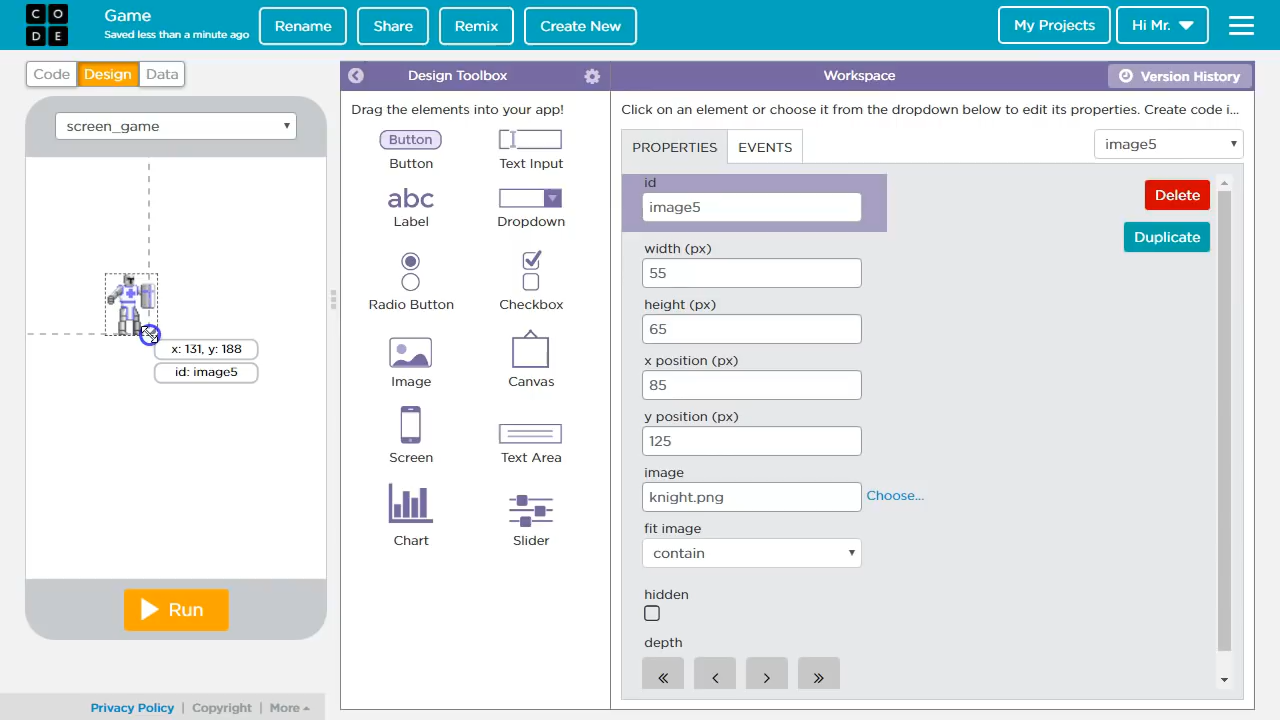 C O
D E
Game
Saved less than a minute ago
Rename
Share
Remix
Create New
My Projects
Hi Mr.
Code
Design
Data
Design Toolbox
Workspace
Version History
screen_game
Drag the elements into your app!
Click on an element or choose it from the dropdown below to edit its properties. Create code i...
Button
Button
Text Input
abc
Label
Dropdown
Radio Button
Checkbox
Image
Canvas
Screen
Text Area
Chart
Slider
PROPERTIES
EVENTS
image5
id
image5
Delete
Duplicate
width (px)
55
height (px)
65
x position (px)
85
y position (px)
125
image
knight.png
Choose...
fit image
contain
hidden
depth
x: 131, y: 188
id: image5
Run
Privacy Policy | Copyright | More